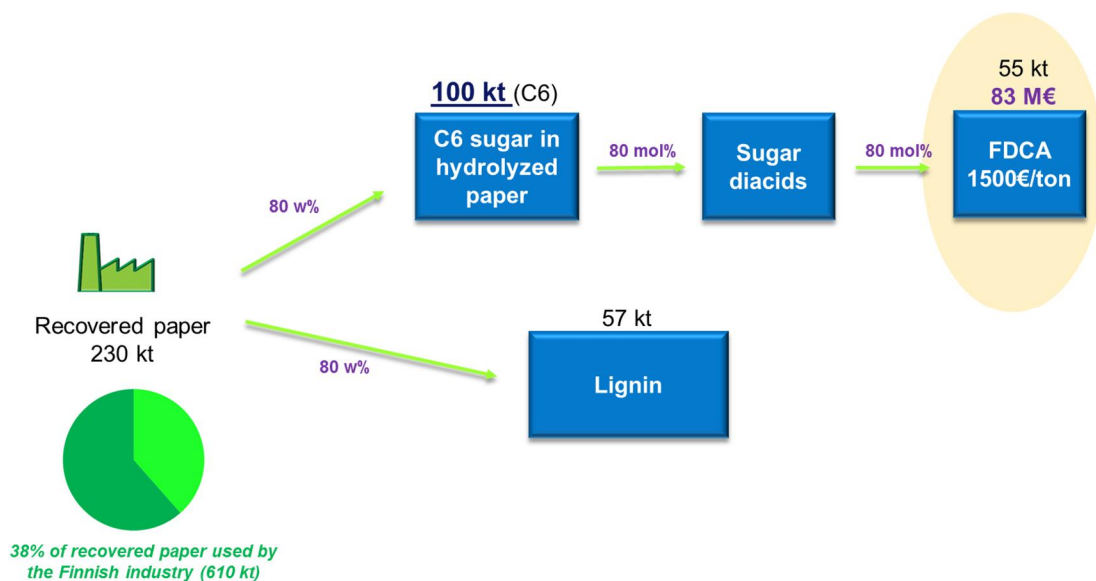 100 kt (C6)
C6 sugar in
hydrolyzed
paper
80 mol%
Sugar
diacids
80 mol%
55 kt
83 M€
FDCA
1500€/ton
80 w%
Recovered paper
230 kt
80 w%
57 kt
Lignin
38% of recovered paper used by
the Finnish industry (610 kt)